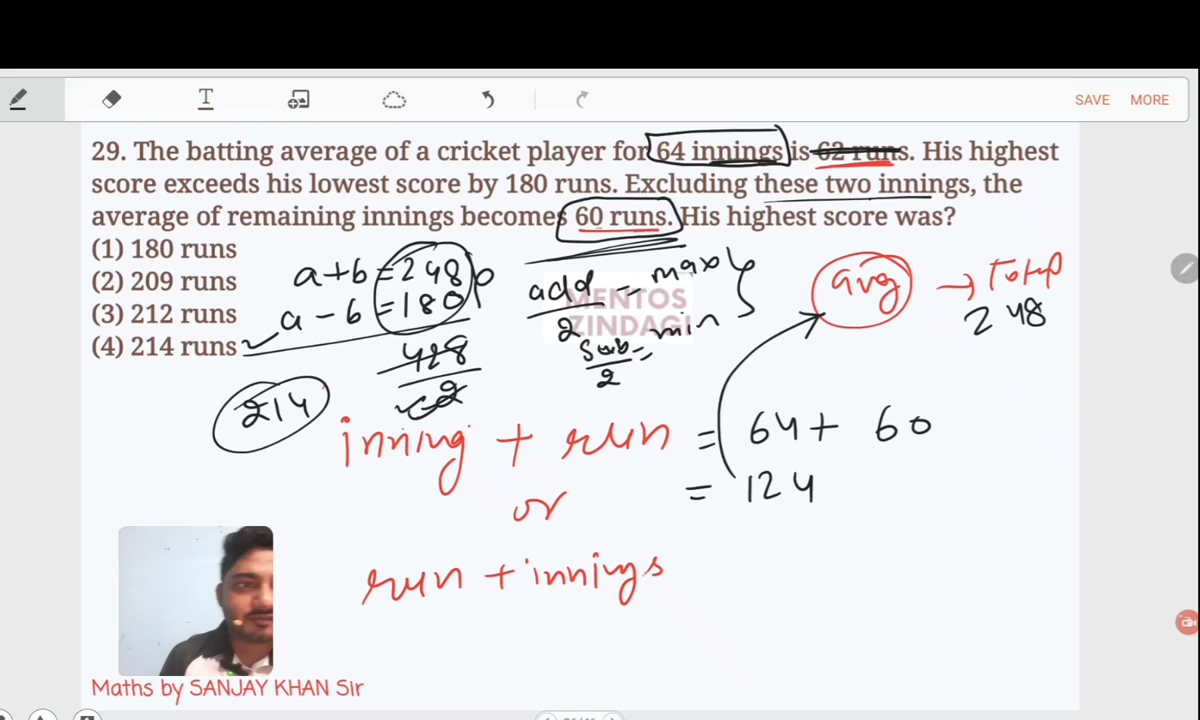 SAVE MORE
29. The batting average of a cricket player for 64 innings is 62 runs. His highest
score exceeds his lowest score by 180 runs. Excluding these two innings, the
average of remaining innings becomes 60 runs. His highest score was?
(1) 180 runs
(2) 209 runs
(3) 212 runs
(4) 214 runs
a+b=248
a-b=180
428
2
214
add = max
2
sub = min
2
MENTOS
ZINDAGI
avg → Total
248
inning + run = 64 + 60
= 124
or
run + innings
Maths by SANJAY KHAN Sir